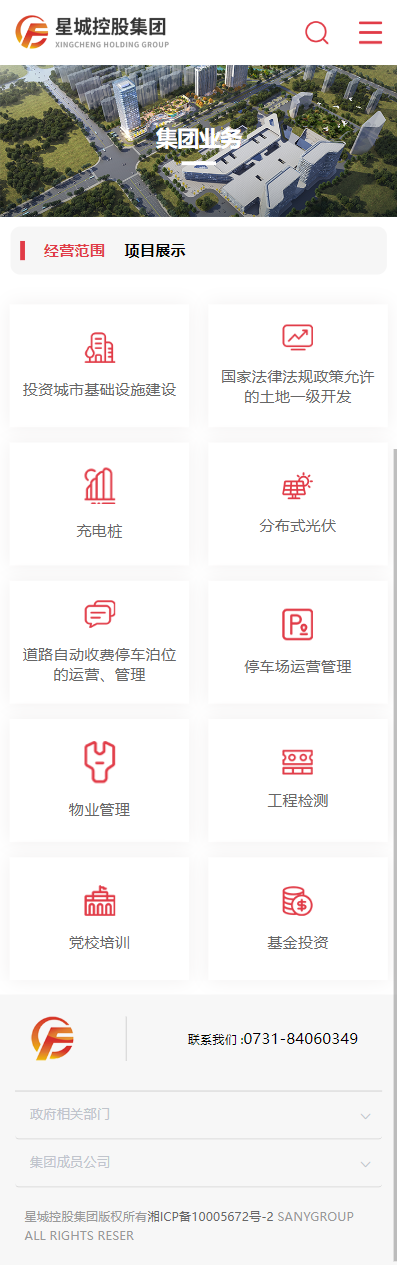 星城控股集团
XINGCHENG HOLDING GROUP
集团业务
经营范围 项目展示
投资城市基础设施建设
国家法律法规政策允许
的土地一级开发
充电桩
分布式光伏
道路自动收费停车泊位
的运营、管理
停车场运营管理
物业管理
工程检测
党校培训
基金投资
联系我们 :0731-84060349
政府相关部门
集团成员公司
星城控股集团版权所有湘ICP备10005672号-2 SANYGROUP
ALL RIGHTS RESER